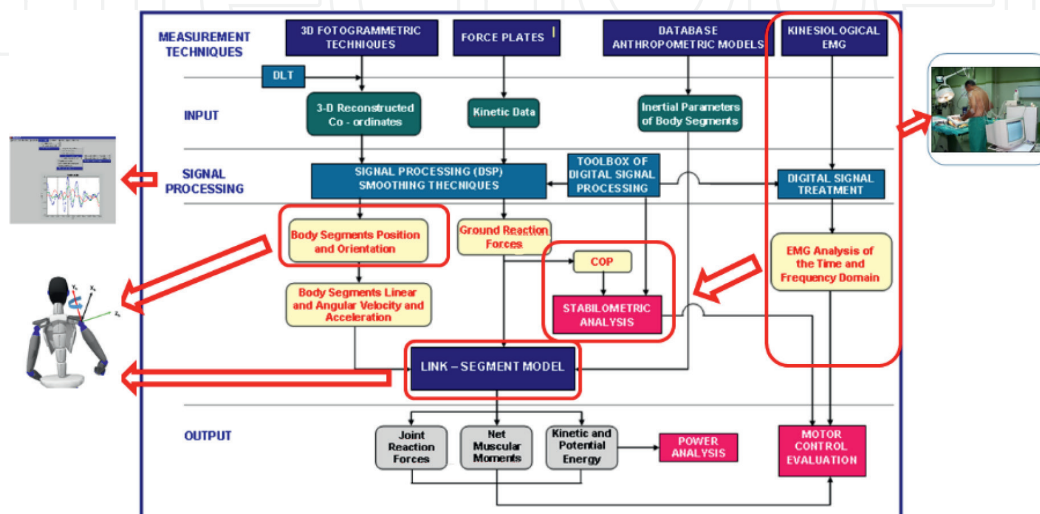 MEASUREMENT
TECHNIQUES
3D FOTOGRAMMETRIC
TECHNIQUES
FORCE PLATES
DATABASE
ANTHROPOMETRIC MODELS
KINESIOLOGICAL
EMG
DLT
INPUT
3-D Reconstructed
Co - ordinates
Kinetic Data
Inertial Parameters
of Body Segments
SIGNAL
PROCESSING
SIGNAL PROCESSING (DSP)
SMOOTHING THECNIQUES
TOOLBOX OF
DIGITAL SIGNAL
PROCESSING
DIGITAL SIGNAL
TREATMENT
Body Segments Position
and Orientation
Ground Reaction
Forces
COP
EMG Analysis of
the Time and
Frequency Domain
Body Segments Linear
and Angular Velocity and
Acceleration
STABILOMETRIC
ANALYSIS
LINK – SEGMENT MODEL
OUTPUT
Joint
Reaction
Forces
Net
Muscular
Moments
Kinetic and
Potential
Energy
POWER
ANALYSIS
MOTOR
CONTROL
EVALUATION